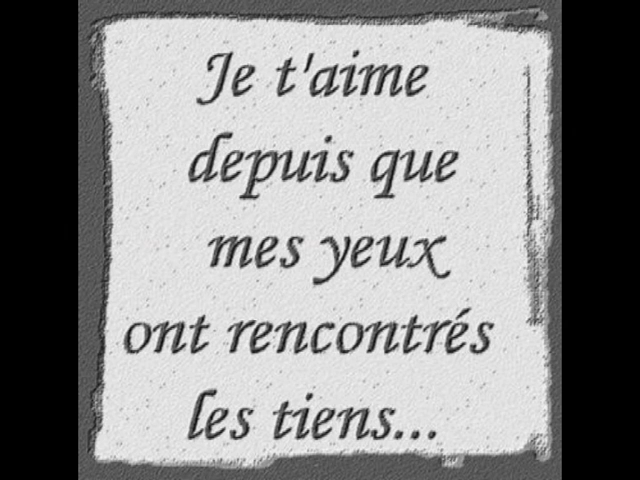 Je t'aime
depuis que
mes yeux
ont rencontrés
les tiens...